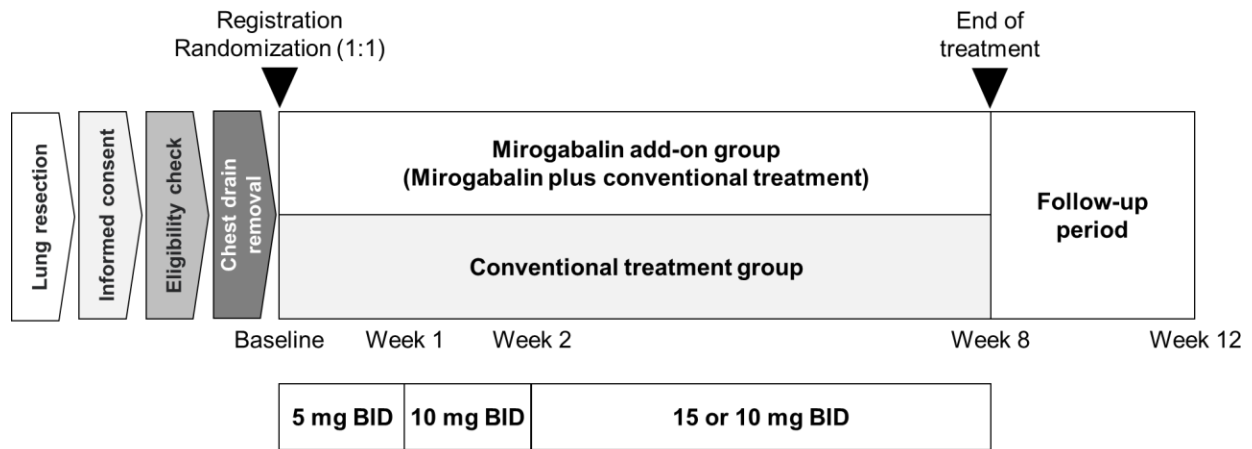 Registration
Randomization (1:1)
End of
treatment
Lung resection
Informed consent
Eligibility check
Chest drain
removal
Mirogabalin add-on group
(Mirogabalin plus conventional treatment)
Conventional treatment group
Follow-up
period
Baseline
Week 1
Week 2
Week 8
Week 12
5 mg BID
10 mg BID
15 or 10 mg BID